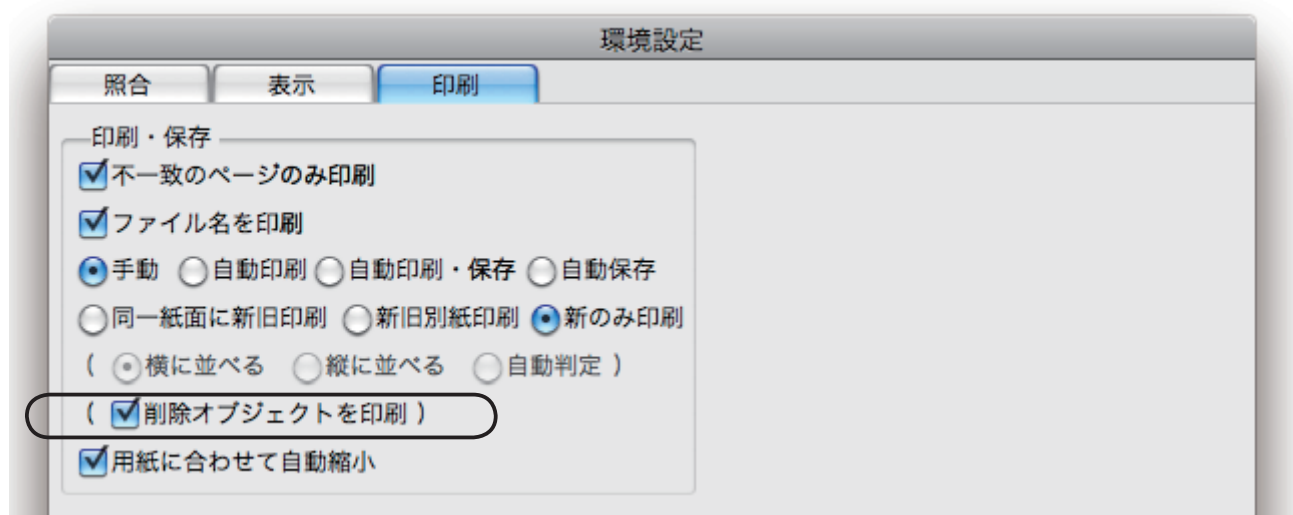 環境設定
照合 表示 印刷
印刷・保存
不一致のページのみ印刷
ファイル名を印刷
手動 自動印刷 自動印刷・保存 自動保存
同一紙面に新旧印刷 新旧別紙印刷 新のみ印刷
( 横に並べる 縦に並べる 自動判定 )
( 削除オブジェクトを印刷 )
用紙に合わせて自動縮小